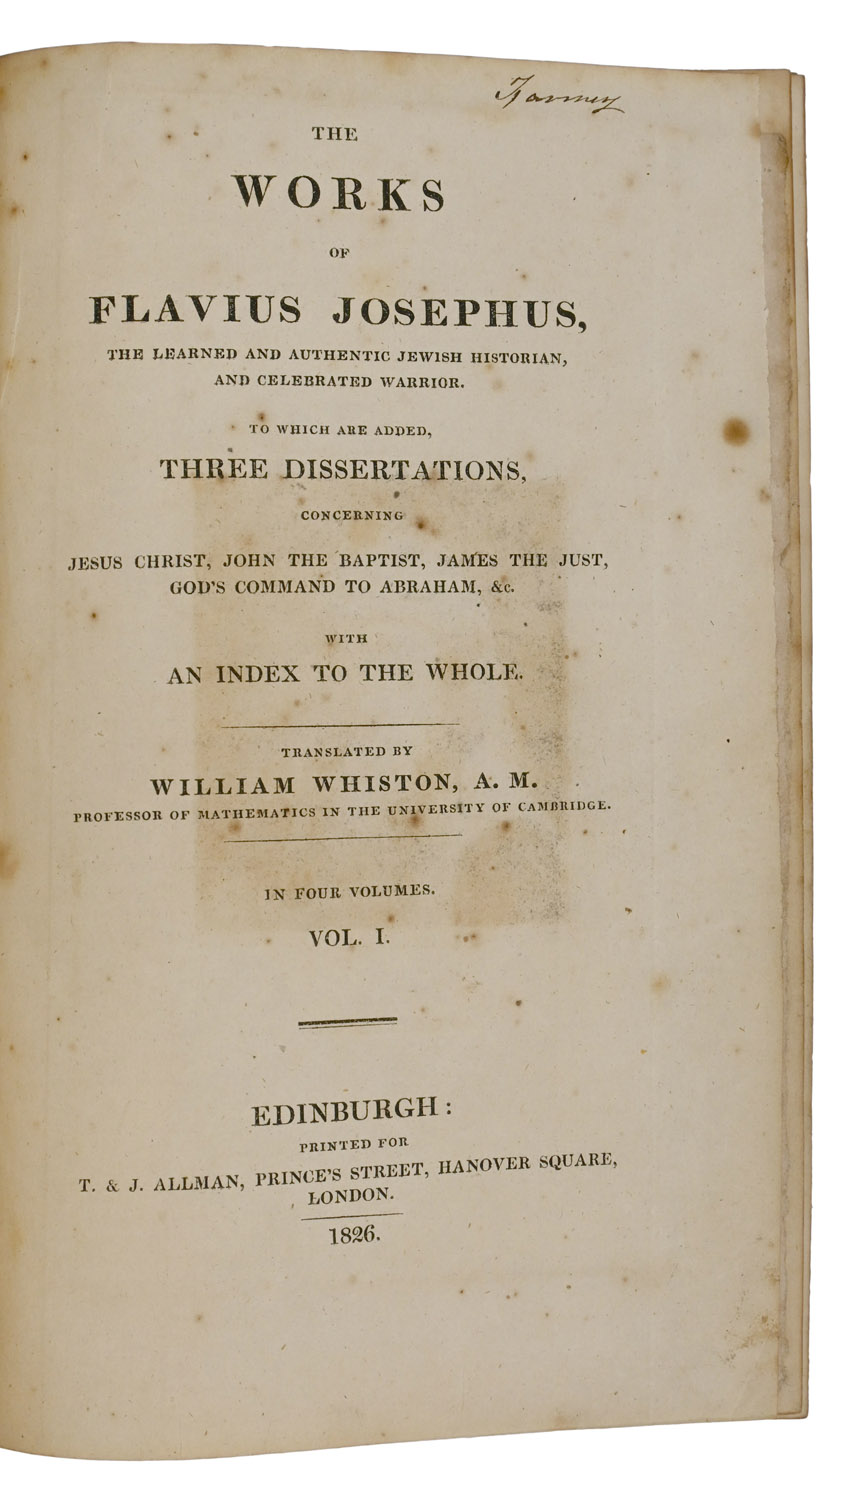 THE
WORKS
OF
FLAVIUS JOSEPHUS,
THE LEARNED AND AUTHENTIC JEWISH HISTORIAN,
AND CELEBRATED WARRIOR.
TO WHICH ARE ADDED,
THREE DISSERTATIONS,
CONCERNING
JESUS CHRIST, JOHN THE BAPTIST, JAMES THE JUST,
GOD'S COMMAND TO ABRAHAM, &c.
WITH
AN INDEX TO THE WHOLE.
TRANSLATED BY
WILLIAM WHISTON, A. M.
PROFESSOR OF MATHEMATICS IN THE UNIVERSITY OF CAMBRIDGE.
IN FOUR VOLUMES.
VOL. I.
EDINBURGH:
PRINTED FOR
T. & J. ALLMAN, PRINCE'S STREET, HANOVER SQUARE,
LONDON.
1826.